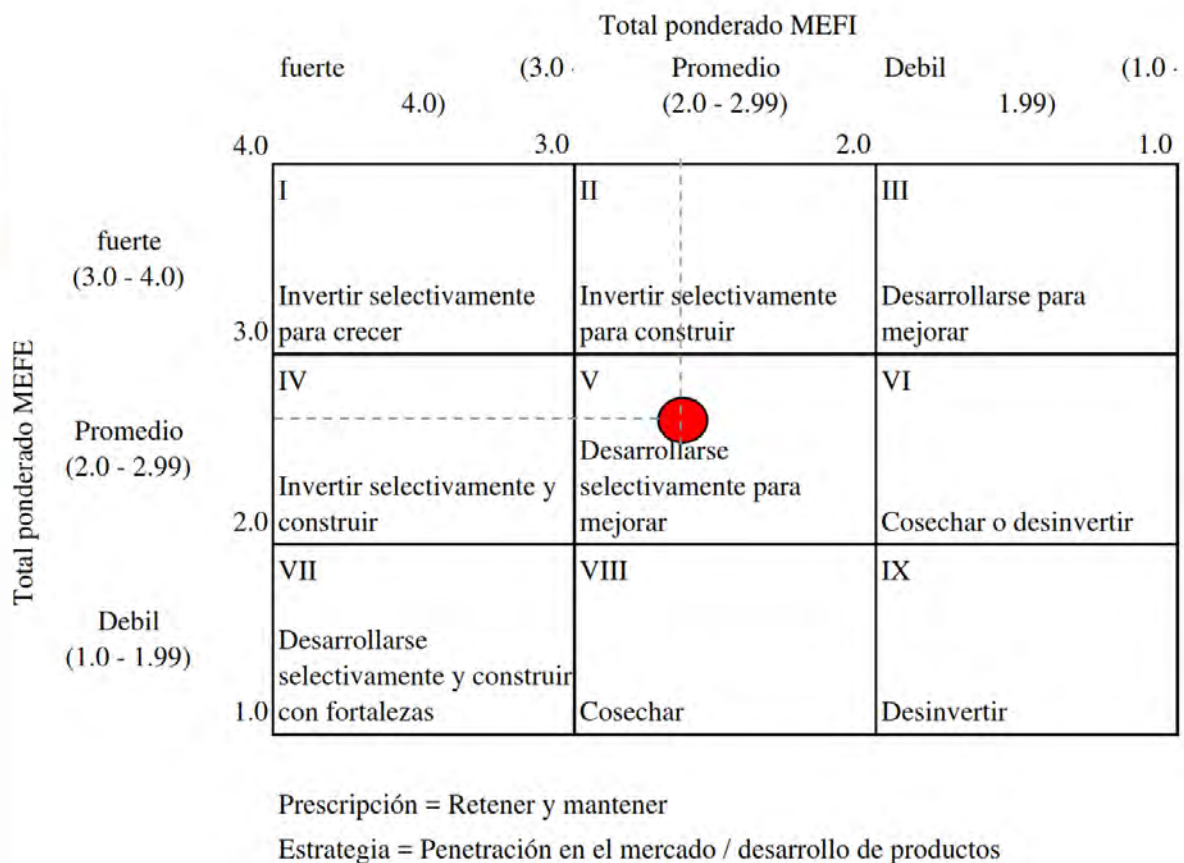 Total ponderado MEFI
fuerte (3.0 - 4.0)
Promedio (2.0 - 2.99)
Debil (1.0 - 1.99)
4.0 3.0 2.0 1.0
Total ponderado MEFE
fuerte
(3.0 - 4.0)
3.0
I
Invertir selectivamente
para crecer
II
Invertir selectivamente
para construir
III
Desarrollarse para
mejorar
Promedio
(2.0 - 2.99)
2.0
IV
Invertir selectivamente y
construir
V
Desarrollarse
selectivamente para
mejorar
VI
Cosechar o desinvertir
Debil
(1.0 - 1.99)
1.0
VII
Desarrollarse
selectivamente y construir
con fortalezas
VIII
Cosechar
IX
Desinvertir
Prescripción = Retener y mantener
Estrategia = Penetración en el mercado / desarrollo de productos